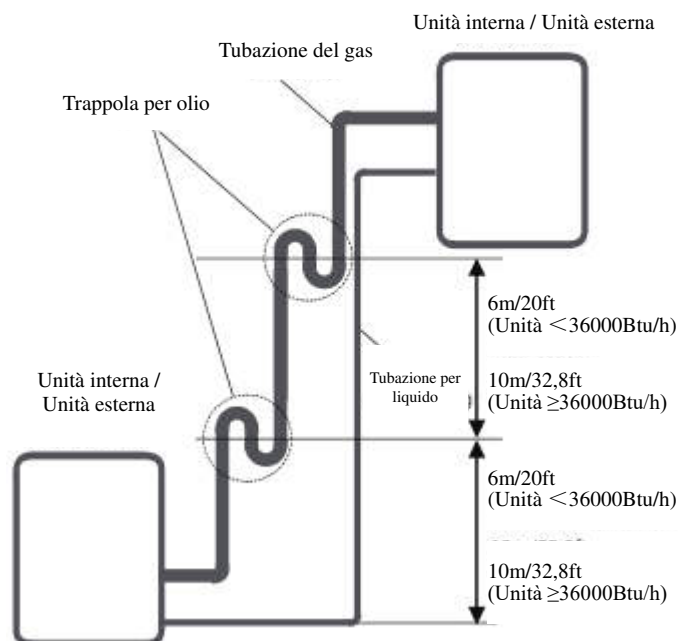 Unità interna / Unità esterna
Tubazione del gas
Trappola per olio
6m/20ft
(Unità <36000Btu/h)
Unità interna /
Unità esterna
Tubazione per
liquido
10m/32,8ft
(Unità ≥36000Btu/h)
6m/20ft
(Unità <36000Btu/h)
10m/32,8ft
(Unità ≥36000Btu/h)